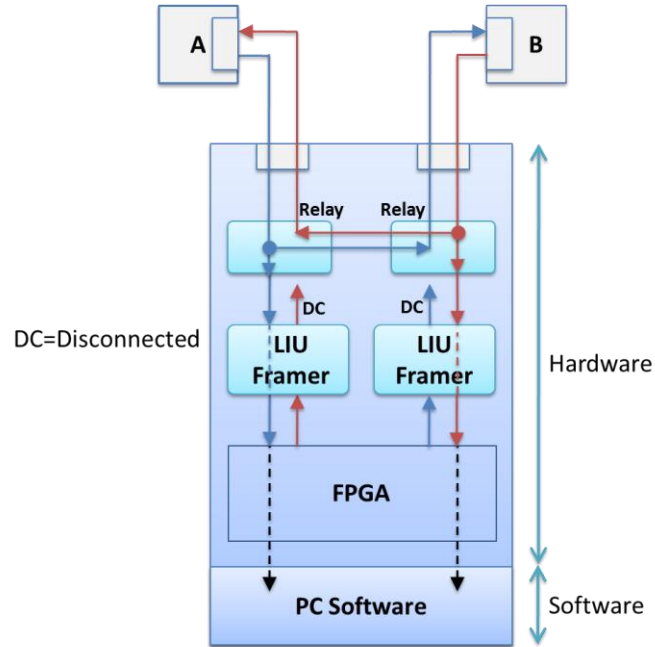 A
B
Relay
Relay
DC
DC
DC=Disconnected
LIU
Framer
LIU
Framer
Hardware
FPGA
PC Software
Software